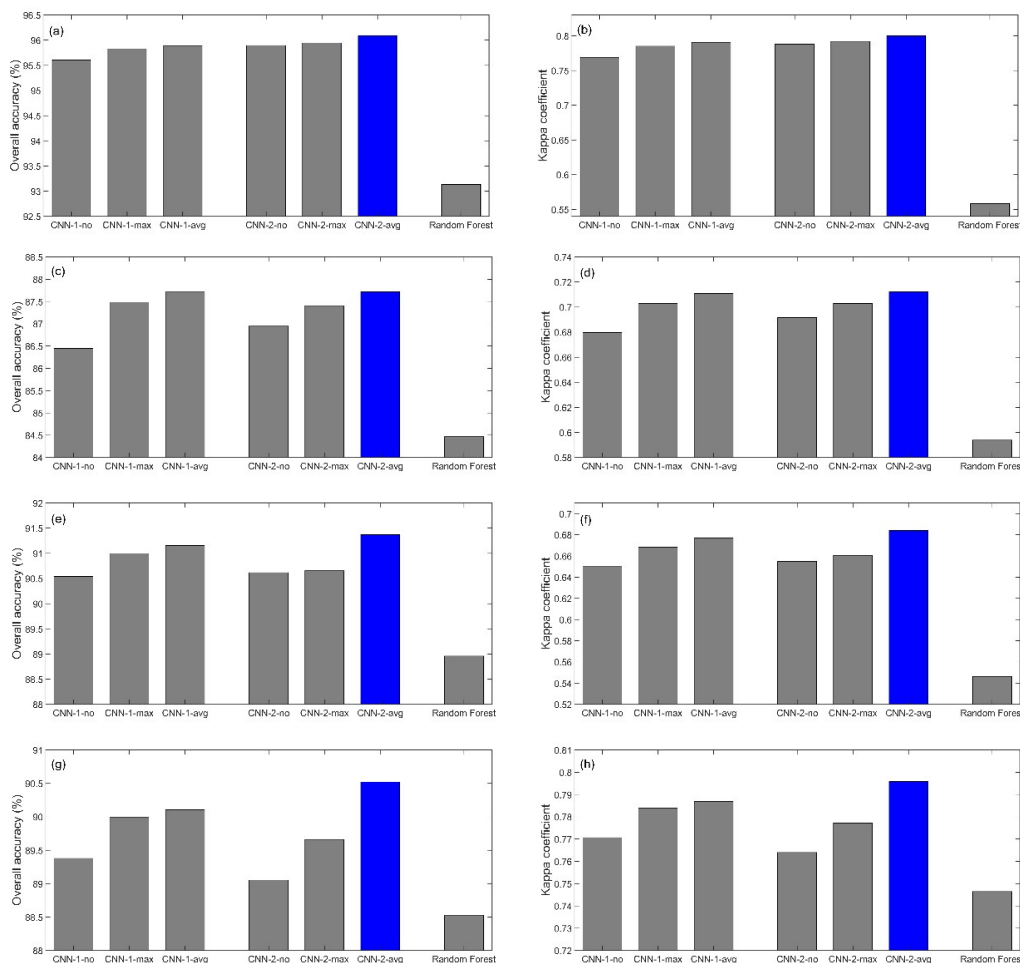 (a)
Overall accuracy (%)
96.5
96
95.5
95
94.5
94
93.5
93
92.5
CNN-1-no CNN-1-max CNN-1-avg CNN-2-no CNN-2-max CNN-2-avg Random Forest
(b)
Kappa coefficient
0.8
0.75
0.7
0.65
0.6
0.55
CNN-1-no CNN-1-max CNN-1-avg CNN-2-no CNN-2-max CNN-2-avg Random Forest
(c)
Overall accuracy (%)
88.5
88
87.5
87
86.5
86
85.5
85
84.5
84
CNN-1-no CNN-1-max CNN-1-avg CNN-2-no CNN-2-max CNN-2-avg Random Forest
(d)
Kappa coefficient
0.74
0.72
0.7
0.68
0.66
0.64
0.62
0.6
0.58
CNN-1-no CNN-1-max CNN-1-avg CNN-2-no CNN-2-max CNN-2-avg Random Forest
(e)
Overall accuracy (%)
92
91.5
91
90.5
90
89.5
89
88.5
88
CNN-1-no CNN-1-max CNN-1-avg CNN-2-no CNN-2-max CNN-2-avg Random Forest
(f)
Kappa coefficient
0.7
0.68
0.66
0.64
0.62
0.6
0.58
0.56
0.54
0.52
CNN-1-no CNN-1-max CNN-1-avg CNN-2-no CNN-2-max CNN-2-avg Random Forest
(g)
Overall accuracy (%)
91
90.5
90
89.5
89
88.5
88
CNN-1-no CNN-1-max CNN-1-avg CNN-2-no CNN-2-max CNN-2-avg Random Forest
(h)
Kappa coefficient
0.81
0.8
0.79
0.78
0.77
0.76
0.75
0.74
0.73
0.72
CNN-1-no CNN-1-max CNN-1-avg CNN-2-no CNN-2-max CNN-2-avg Random Forest